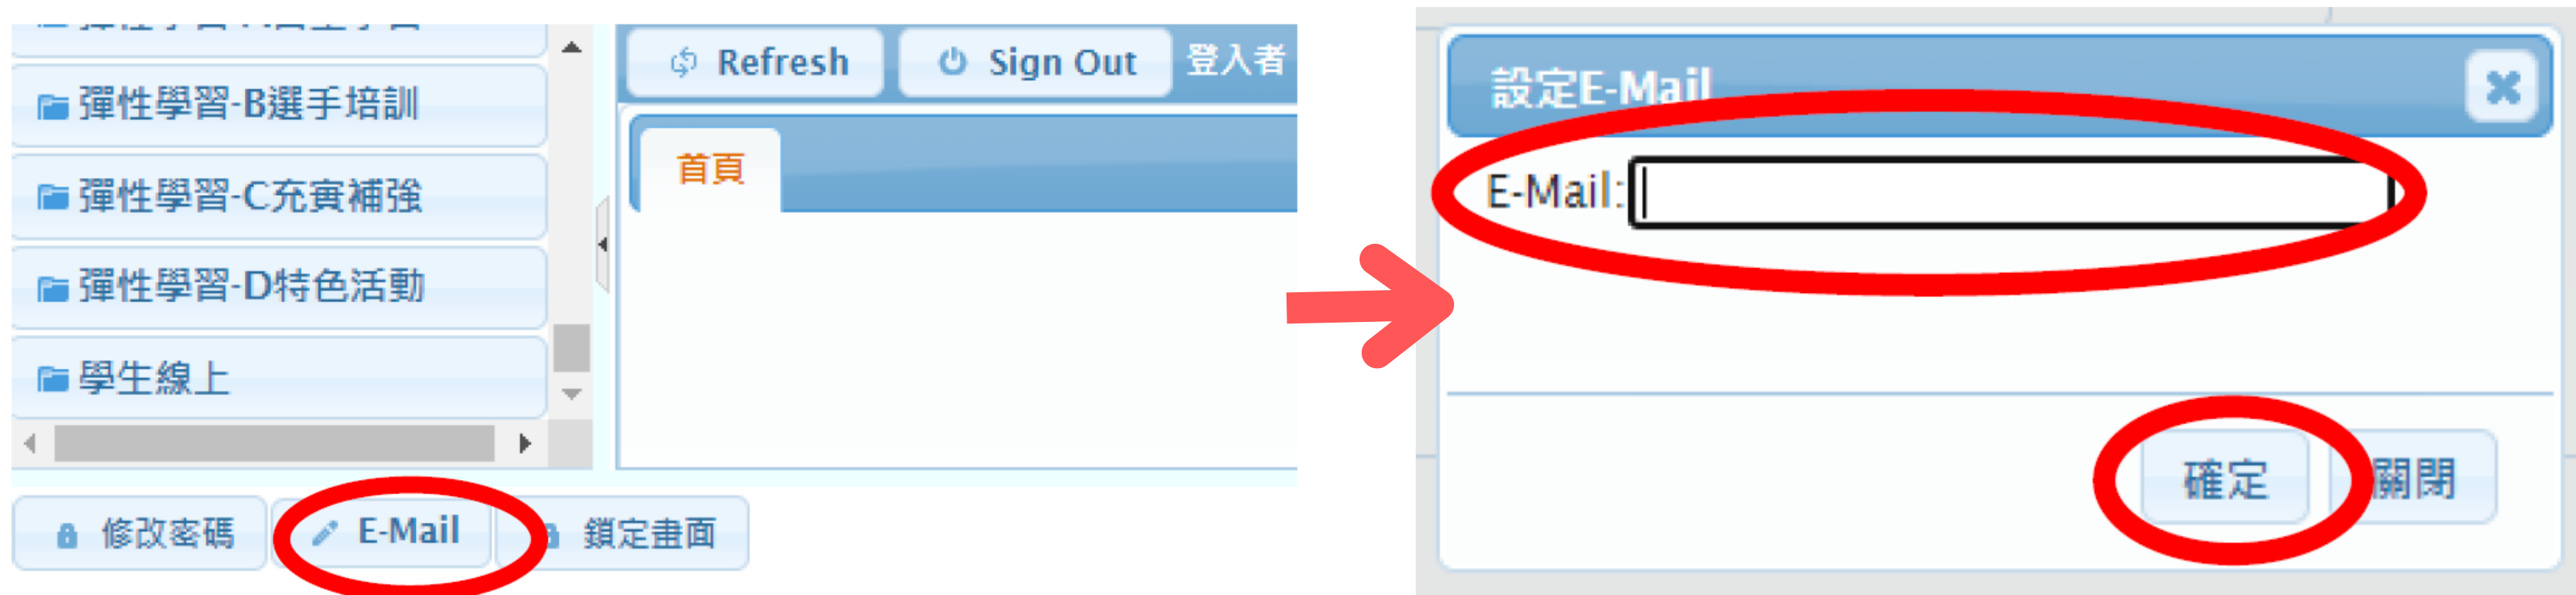 彈性學習-B選手培訓
彈性學習-C充實補強
彈性學習-D特色活動
學生線上
修改密碼
E-Mail
鎖定畫面
Refresh
Sign Out
登入者
首頁
設定E-Mail
E-Mail:
確定
關閉